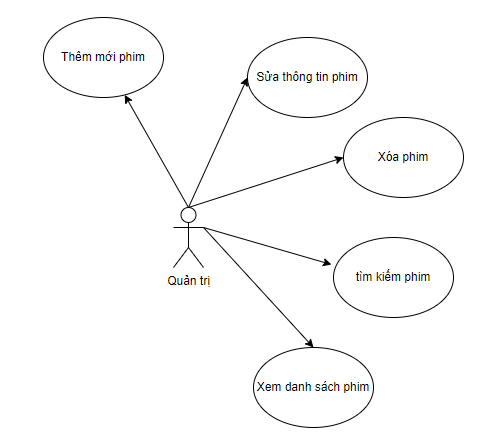 Thêm mới phim
Sửa thông tin phim
Xóa phim
tìm kiếm phim
Quản trị
Xem danh sách phim